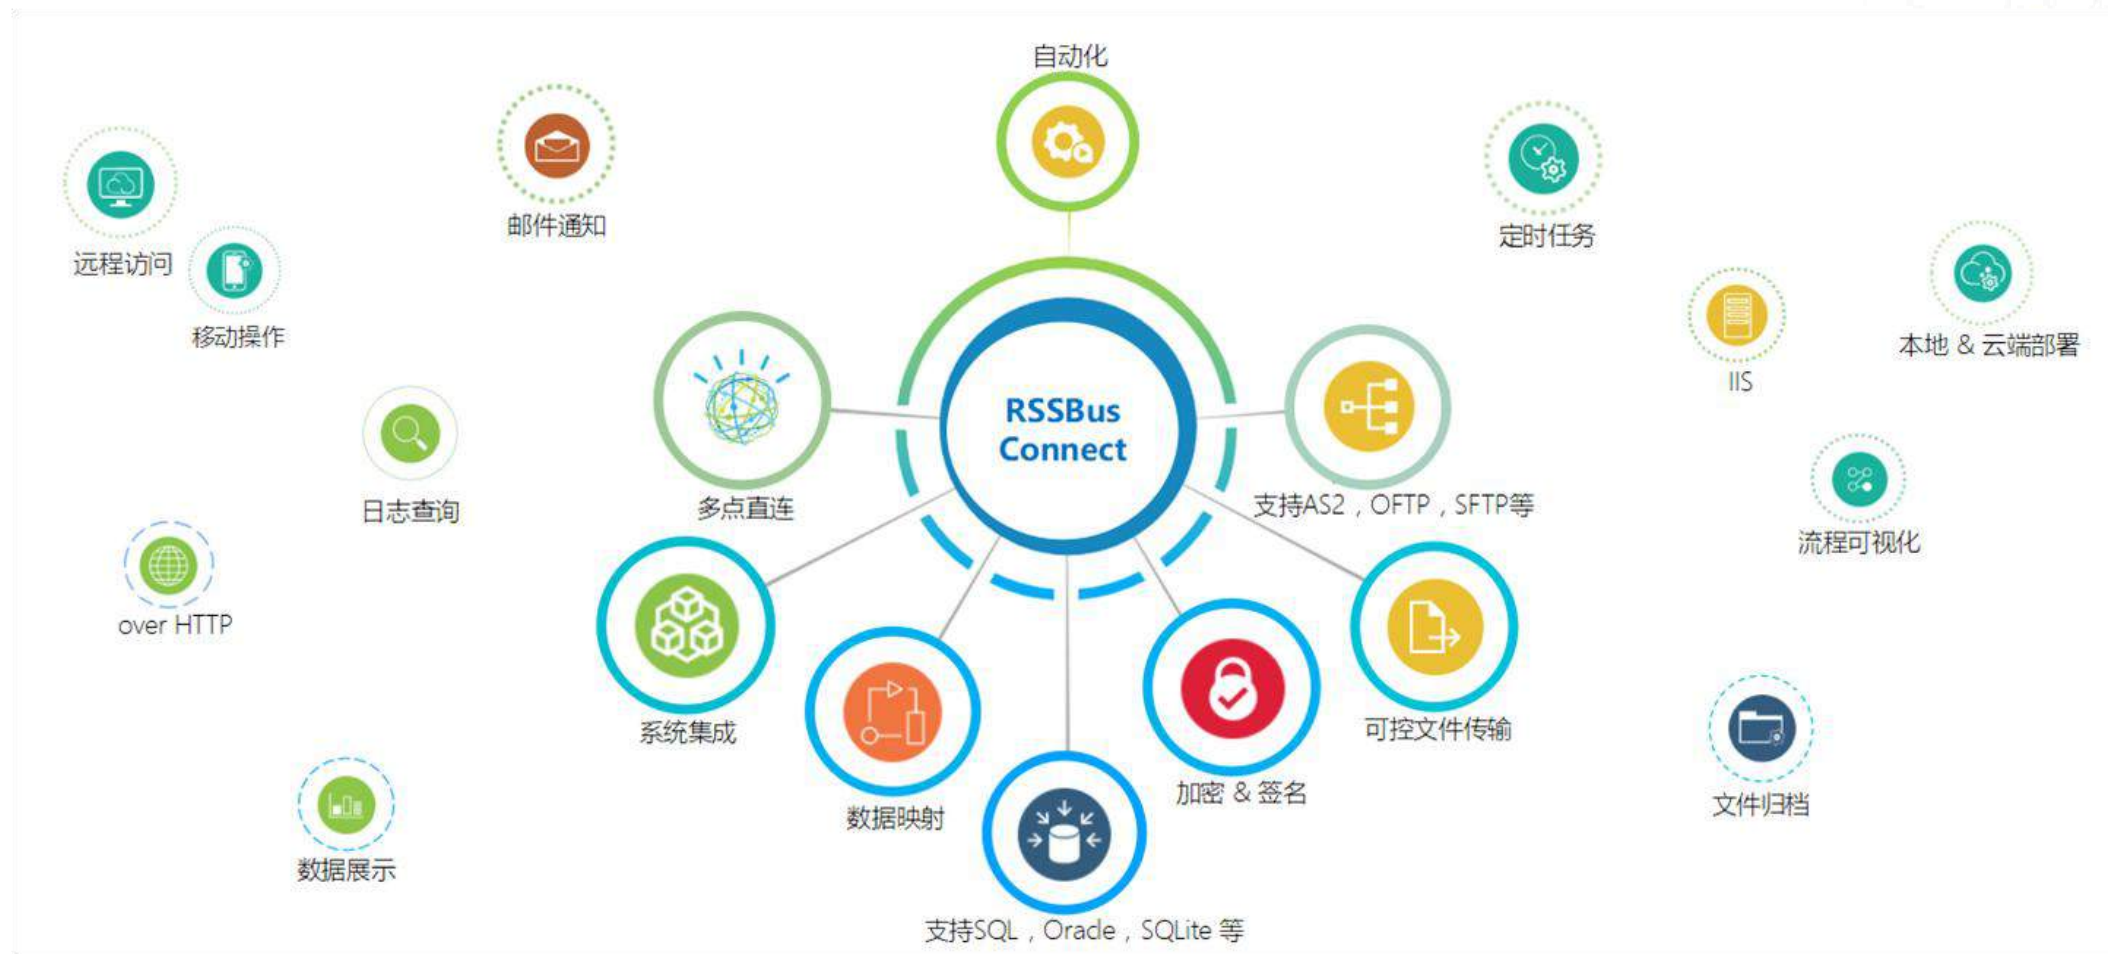 自动化
邮件通知
定时任务
远程访问
移动操作
本地 & 云端部署
IIS
RSSBus
Connect
日志查询
多点直连
支持AS2，OFTP，SFTP等
流程可视化
over HTTP
系统集成
可控文件传输
加密 & 签名
数据映射
文件归档
数据展示
支持SQL，Oracle，SQLite 等